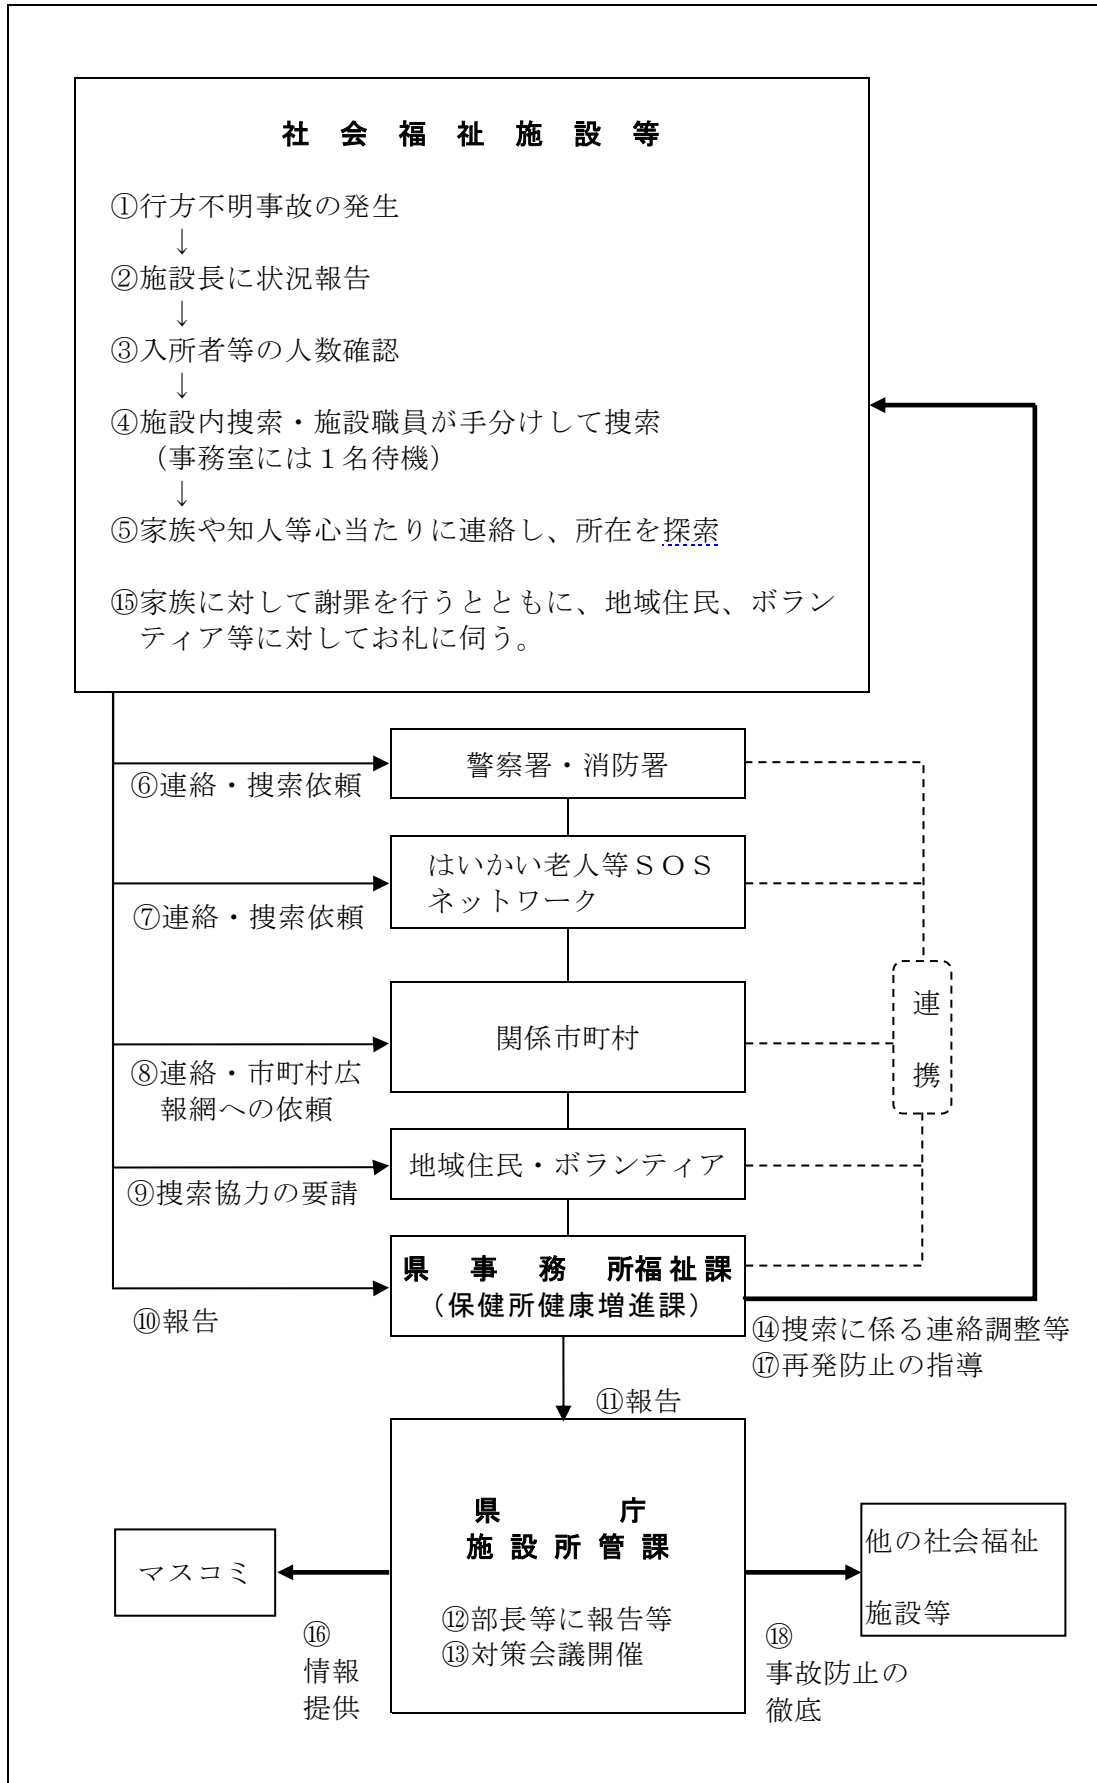 社会福祉施設等
①行方不明事故の発生
↓
②施設長に状況報告
↓
③入所者等の人数確認
↓
④施設内捜索・施設職員が手分けして捜索
（事務室には１名待機）
↓
⑤家族や知人等心当たりに連絡し、所在を探索
⑮家族に対して謝罪を行うとともに、地域住民、ボラン
ティア等に対してお礼に伺う。
警察署・消防署
⑥連絡・捜索依頼
はいかい老人等ＳＯＳ
ネットワーク
⑦連絡・捜索依頼
関係市町村
⑧連絡・市町村広
報網への依頼
連
携
地域住民・ボランティア
⑨捜索協力の要請
県事務所福祉課
（保健所健康増進課）
⑩報告
⑭捜索に係る連絡調整等
⑰再発防止の指導
⑪報告
県庁
施設所管課
⑫部長等に報告等
⑬対策会議開催
マスコミ
⑯
情報
提供
他の社会福祉
施設等
⑱
事故防止の
徹底